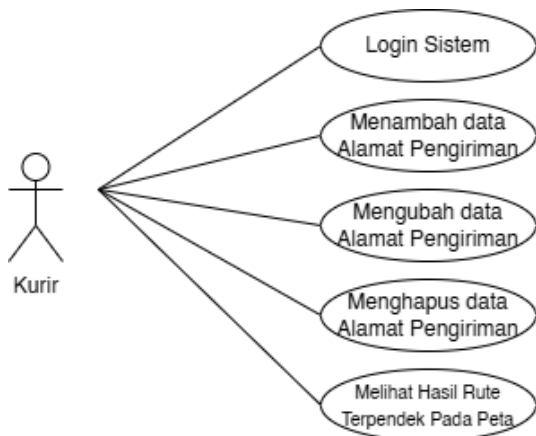 Login Sistem
Menambah data
Alamat Pengiriman
Mengubah data
Alamat Pengiriman
Kurir
Menghapus data
Alamat Pengiriman
Melihat Hasil Rute
Terpendek Pada Peta